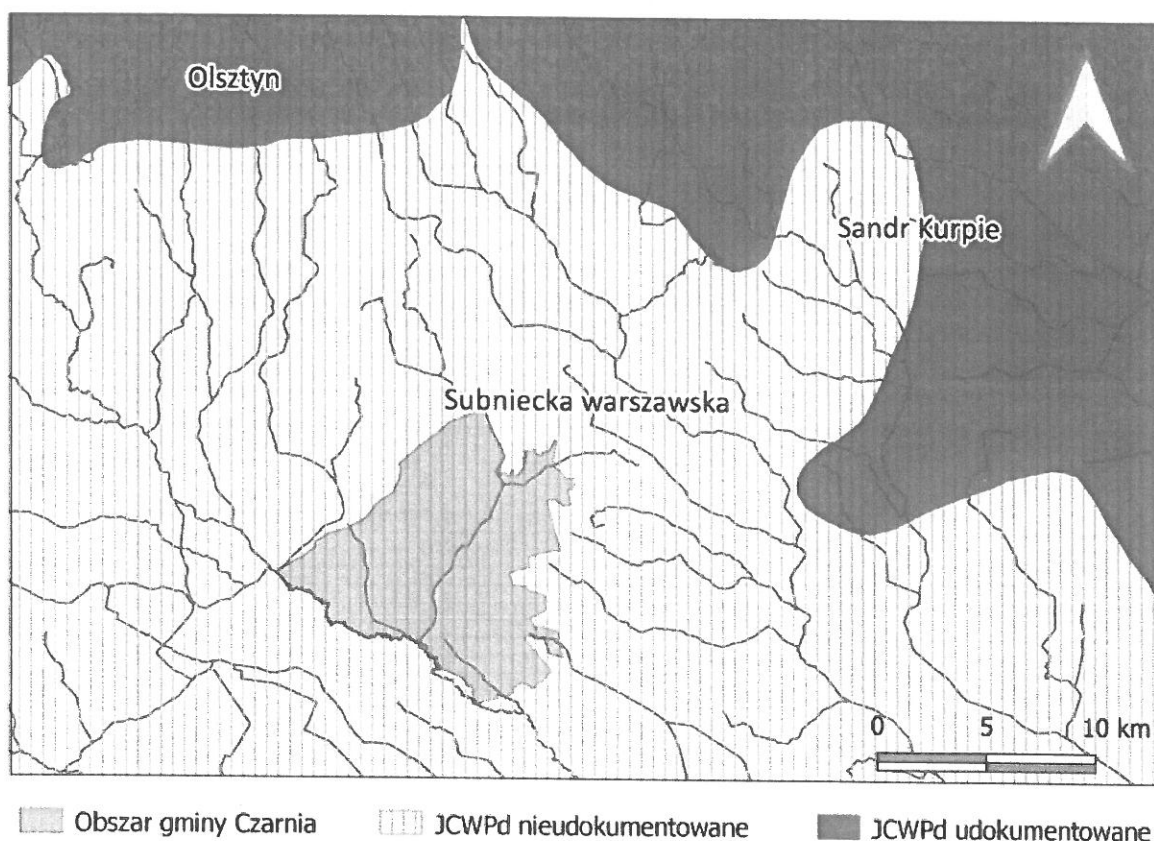 Olsztyn
Sandr Kurpie
Subniecka warszawska
0 5 10 km
Obszar gminy Czarnia JCWPd nieudokumentowane JCWPd udokumentowane